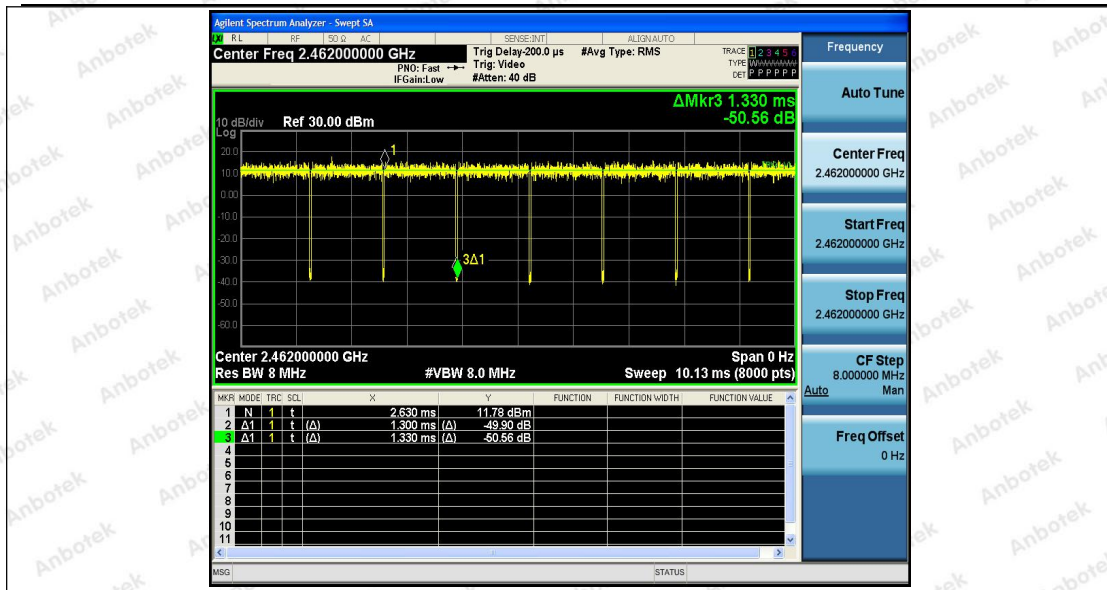 Agilent Spectrum Analyzer - Swept SA
RL RF 50 Ω AC SENSE:INT ALIGNAUTO
Center Freq 2.462000000 GHz
PNO: Fast
IFGain:Low
Trig Delay-200.0 µs
Trig: Video
#Atten: 40 dB
#Avg Type: RMS
TRACE 1 2 3 4 5 6
TYPE
DET P P P P P P
ΔMkr3 1.330 ms
-50.56 dB
10 dB/div
Log
Ref 30.00 dBm
20.0
10.0
0.00
-10.0
-20.0
-30.0
-40.0
-50.0
-60.0
1
3Δ1
Center 2.462000000 GHz
Span 0 Hz
Res BW 8 MHz
#VBW 8.0 MHz
Sweep 10.13 ms (8000 pts)
MKR MODE TRC SCL X Y FUNCTION FUNCTION WIDTH FUNCTION VALUE
1 N 1 t 2.630 ms 11.78 dBm
2 Δ1 1 t (Δ) 1.300 ms (Δ) -49.90 dB
3 Δ1 1 t (Δ) 1.330 ms (Δ) -50.56 dB
4
5
6
7
8
9
10
11
MSG
STATUS
Frequency
Auto Tune
Center Freq
2.462000000 GHz
Start Freq
2.462000000 GHz
Stop Freq
2.462000000 GHz
CF Step
8.000000 MHz
Auto Man
Freq Offset
0 Hz
Anbotek